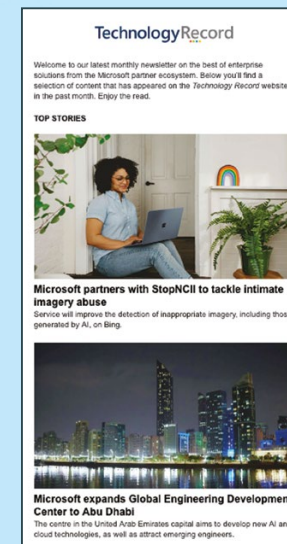 TechnologyRecord
Welcome to our latest monthly newsletter on the best of enterprise
solutions from the Microsoft partner ecosystem. Below you'll find a
selection of content that has appeared on the Technology Record website
in the past month. Enjoy the read.
TOP STORIES
Microsoft partners with StopNCII to tackle intimate
imagery abuse
Service will improve the detection of inappropriate imagery, including those
generated by AI, on Bing.
Microsoft expands Global Engineering Development
Center to Abu Dhabi
The centre in the United Arab Emirates capital aims to develop new AI and
cloud technologies, as well as attract emerging engineers.